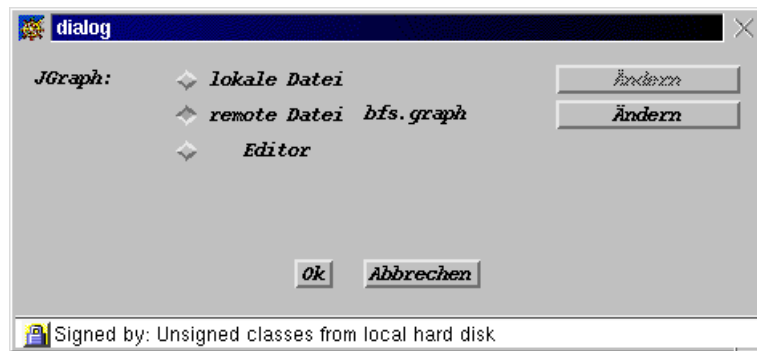 dialog
JGraph: lokale Datei Ändern
remote Datei bfs.graph Ändern
Editor
Ok Abbrechen
Signed by: Unsigned classes from local hard disk